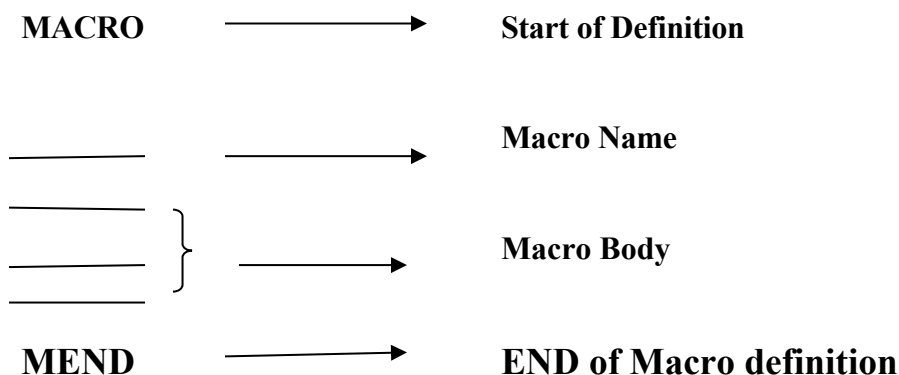 MACRO Start of Definition
Macro Name
Macro Body
MEND END of Macro definition